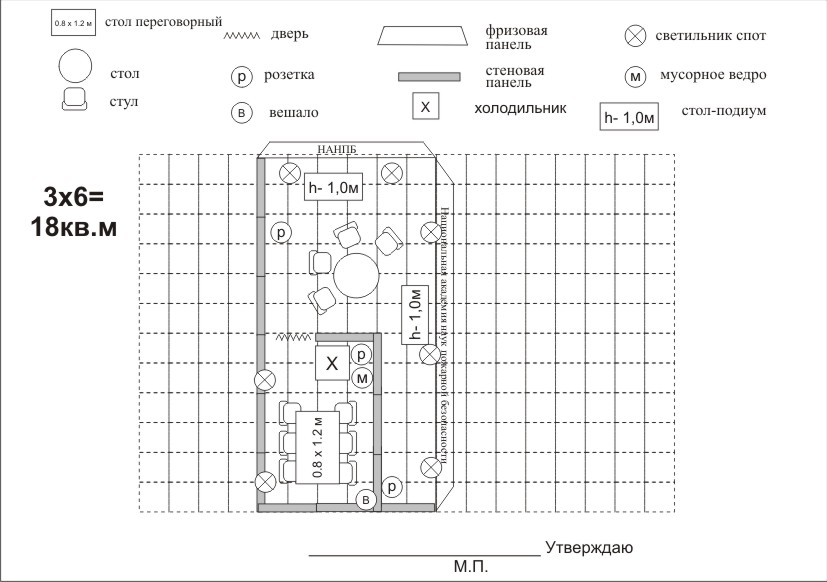 0.8 x 1.2 м
стол переговорный
дверь
фризовая
панель
светильник спот
стол
р
розетка
стеновая
панель
м
мусорное ведро
стул
в
вешало
X
холодильник
h- 1,0м
стол-подиум
3х6=
18кв.м
НАНПБ
h- 1,0м
р
Национальная академия наук пожарной безопасности
h- 1,0м
X
р
м
0.8 x 1.2 м
р
в
Утверждаю
М.П.